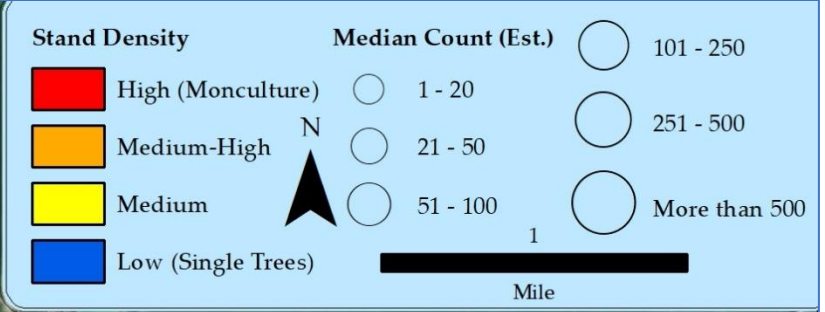 Stand Density
High (Monculture)
Medium-High
Medium
Low (Single Trees)
N
Median Count (Est.)
1 - 20
21 - 50
51 - 100
101 - 250
251 - 500
More than 500
1
Mile